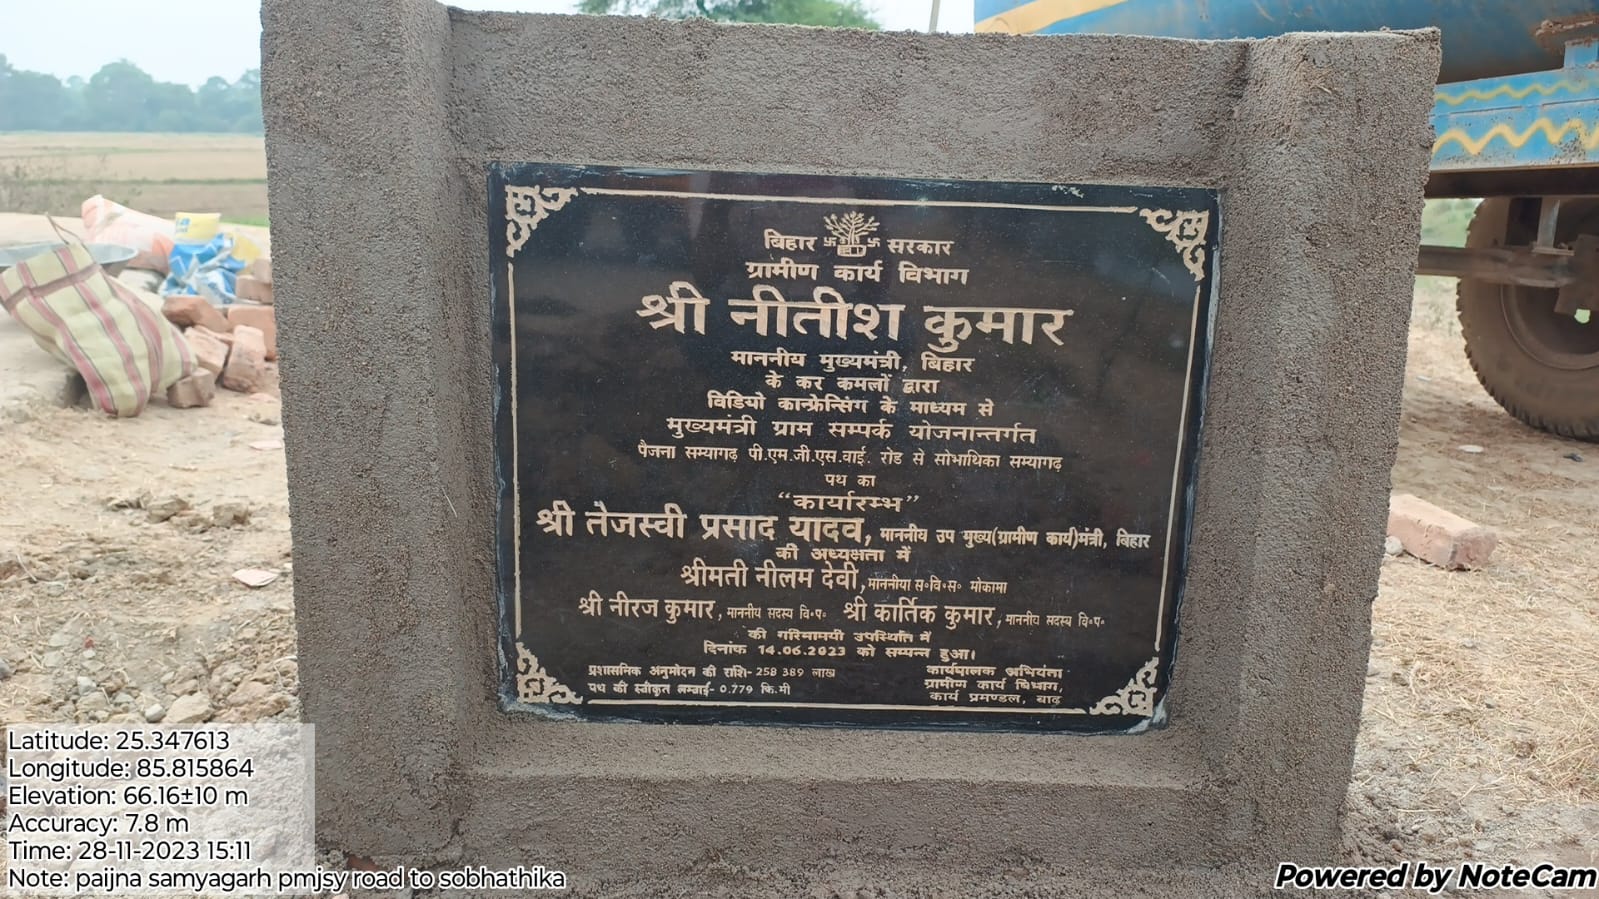 बिहार सरकार
ग्रामीण कार्य विभाग
श्री नीतीश कुमार
माननीय मुख्यमंत्री, बिहार
के कर कमलों द्वारा
विडियो कान्फ्रेन्सिंग के माध्यम से
मुख्यमंत्री ग्राम सम्पर्क योजनान्तर्गत
पैजना सम्यागढ़ पी.एम.जी.एस.वाई. रोड से सोभाथिका सम्यागढ़
पथ का
“कार्यारम्भ”
श्री तेजस्वी प्रसाद यादव, माननीय उप मुख्य(ग्रामीण कार्य)मंत्री, बिहार
की अध्यक्षता में
श्रीमती नीलम देवी, माननीया स॰वि॰स॰ मोकामा
श्री नीरज कुमार, माननीय सदस्य वि॰प॰ श्री कार्तिक कुमार, माननीय सदस्य वि॰प॰
की गरिमामयी उपस्थिति में
दिनांक 14.06.2023 को सम्पन्न हुआ।
प्रशासनिक अनुमोदन की राशि- 258 389 लाख
पथ की स्वीकृत लम्बाई- 0.779 कि.मी
कार्यपालक अभियंता
ग्रामीण कार्य विभाग,
कार्य प्रमण्डल, बाढ़
Latitude: 25.347613
Longitude: 85.815864
Elevation: 66.16±10 m
Accuracy: 7.8 m
Time: 28-11-2023 15:11
Note: paijna samyagarh pmjsy road to sobhathika
Powered by NoteCam